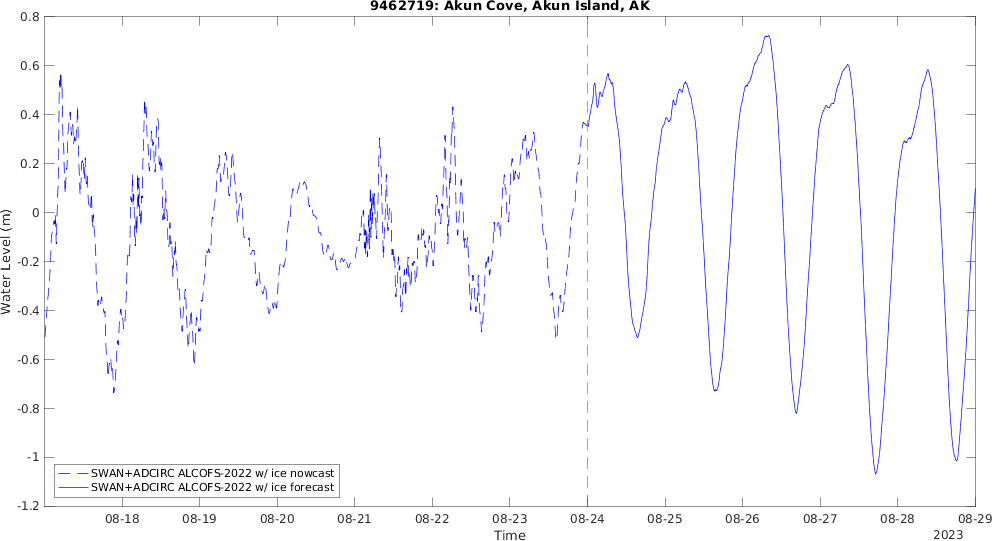 9462719: Akun Cove, Akun Island, AK
0.8
0.6
0.4
0.2
0
-0.2
-0.4
-0.6
-0.8
-1
-1.2
Water Level (m)
SWAN+ADCIRC ALCOFS-2022 w/ ice nowcast
SWAN+ADCIRC ALCOFS-2022 w/ ice forecast
08-18 08-19 08-20 08-21 08-22 08-23 08-24 08-25 08-26 08-27 08-28 08-29
Time
2023